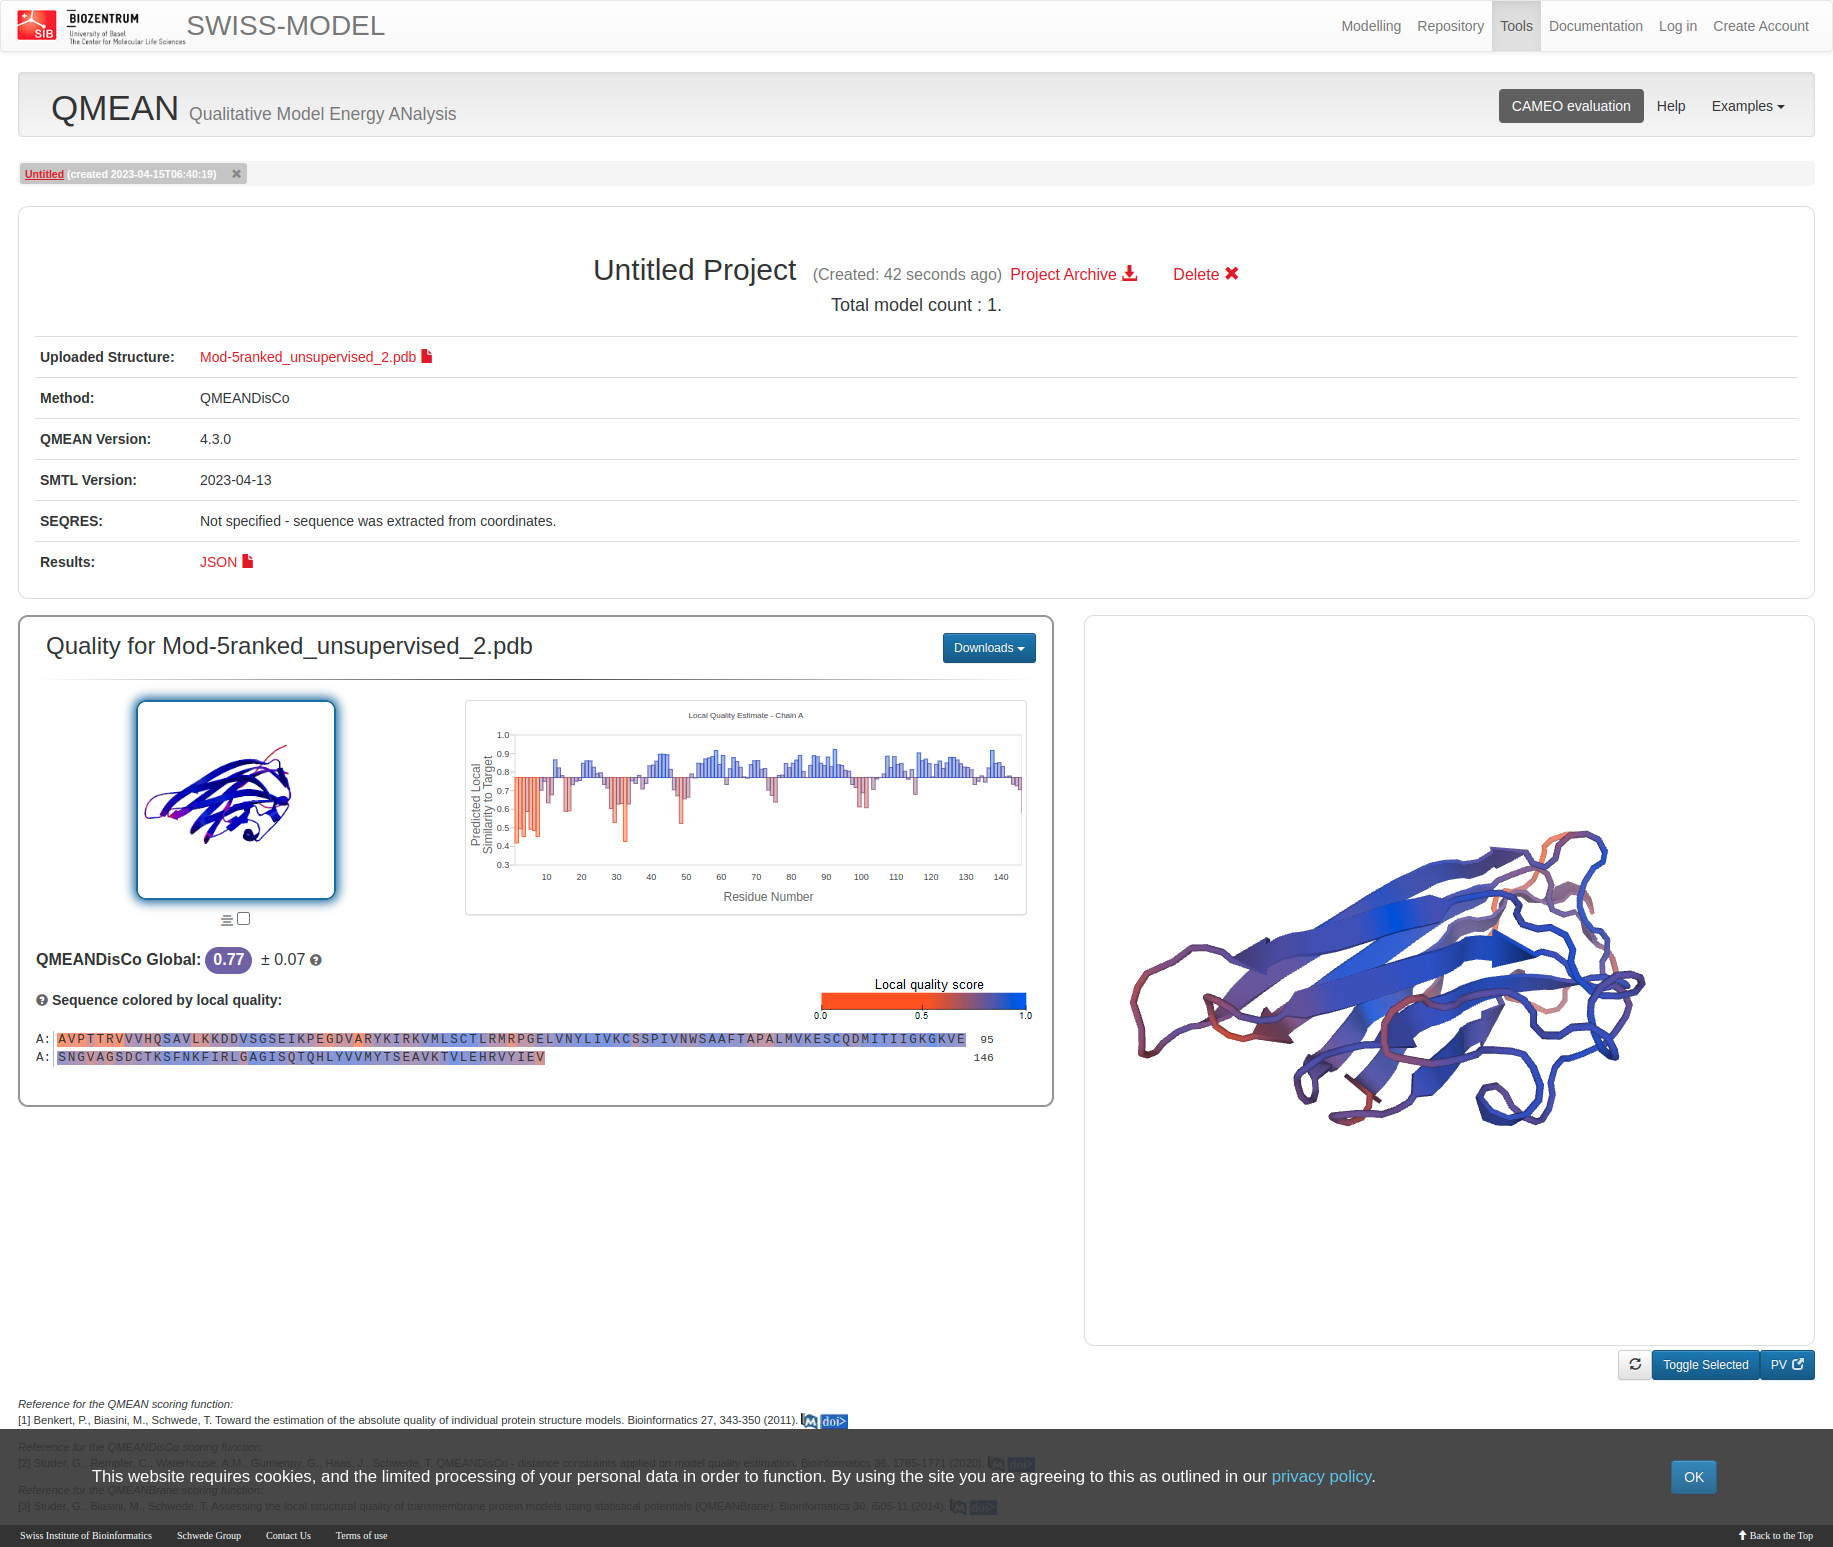 SIB
BIOZENTRUM
University of Basel
The Center for Molecular Life Sciences
SWISS-MODEL
Modelling
Repository
Tools
Documentation
Log in
Create Account
QMEAN Qualitative Model Energy ANalysis
CAMEO evaluation
Help
Examples
Untitled (created 2023-04-15T06:40:19)
Untitled Project (Created: 42 seconds ago) Project Archive Delete
Total model count : 1.
Uploaded Structure: Mod-5ranked_unsupervised_2.pdb
Method: QMEANDisCo
QMEAN Version: 4.3.0
SMTL Version: 2023-04-13
SEQRES: Not specified - sequence was extracted from coordinates.
Results: JSON
Quality for Mod-5ranked_unsupervised_2.pdb
Downloads
Local Quality Estimate - Chain A
Predicted Local
Similarity to Target
1.0
0.9
0.8
0.7
0.6
0.5
0.4
0.3
10 20 30 40 50 60 70 80 90 100 110 120 130 140
Residue Number
QMEANDisCo Global: 0.77 ± 0.07
Sequence colored by local quality:
Local quality score
0.0 0.5 1.0
A: AVPTTRVVVHQSAVLKKDDVSGSEIKPEGDVARYKIRKVMLSCTLRMRPGELVNYLIVKCSSPIVNWSAAFTAPALMVKESCQDMITIIGKGKVE 95
A: SNGVAGSDCTKSFNKFIRLGAGISQTQHLYVVMYTSEAVKTVLEHRVYIEV 146
Toggle Selected
PV
Reference for the QMEAN scoring function:
[1] Benkert, P., Biasini, M., Schwede, T. Toward the estimation of the absolute quality of individual protein structure models. Bioinformatics 27, 343-350 (2011). doi>
Reference for the QMEANDisCo scoring function:
[2] Studer, G., Rempfer, C., Waterhouse, A.M., Gumienny, G., Haas, J., Schwede, T. QMEANDisCo - distance constraints applied on model quality estimation. Bioinformatics 36, 1765-1771 (2020). doi>
This website requires cookies, and the limited processing of your personal data in order to function. By using the site you are agreeing to this as outlined in our privacy policy.
OK
Reference for the QMEANBrane scoring function:
[3] Studer, G., Biasini, M., Schwede, T. Assessing the local structural quality of transmembrane protein models using statistical potentials (QMEANBrane). Bioinformatics 30, i505-11 (2014). doi>
Swiss Institute of Bioinformatics
Schwede Group
Contact Us
Terms of use
Back to the Top